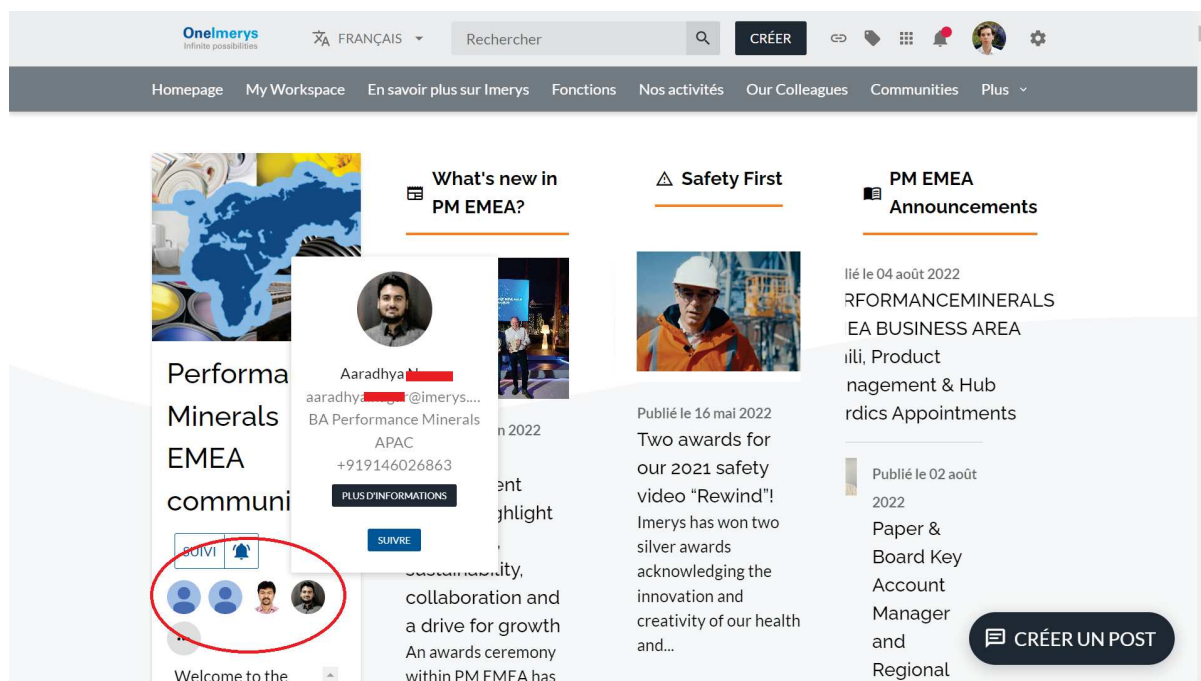 OneImerys
Infinite possibilities
FRANÇAIS
Rechercher
CRÉER
Homepage My Workspace En savoir plus sur Imerys Fonctions Nos activités Our Colleagues Communities Plus
Performa
Minerals
EMEA
communi
SUIVI
...
Welcome to the
Aaradhya N
aaradhya @imerys....
BA Performance Minerals
APAC
+919146026863
PLUS D'INFORMATIONS
SUIVRE
What's new in
PM EMEA?
n 2022
ent
hlight
sustainability,
collaboration and
a drive for growth
An awards ceremony
within PM EMEA has
Safety First
Publié le 16 mai 2022
Two awards for
our 2021 safety
video “Rewind”!
Imerys has won two
silver awards
acknowledging the
innovation and
creativity of our health
and...
PM EMEA
Announcements
lié le 04 août 2022
RFORMANCEMINERALS
EA BUSINESS AREA
ili, Product
nagement & Hub
rdics Appointments
Publié le 02 août
2022
Paper &
Board Key
Account
Manager
and
Regional
CRÉER UN POST